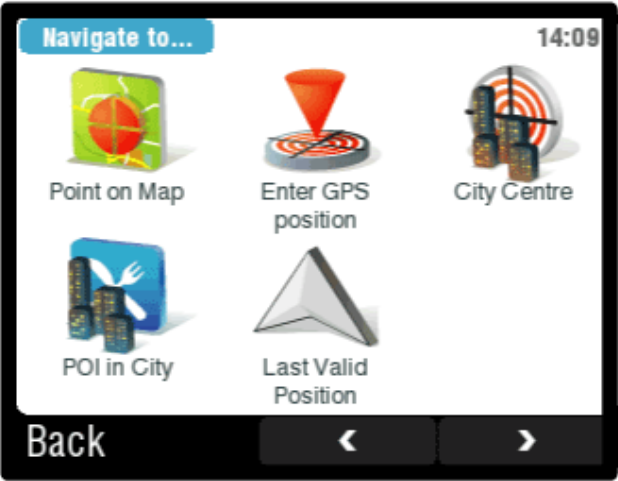 Navigate to...
14:09
Point on Map
Enter GPS
position
City Centre
POI in City
Last Valid
Position
Back